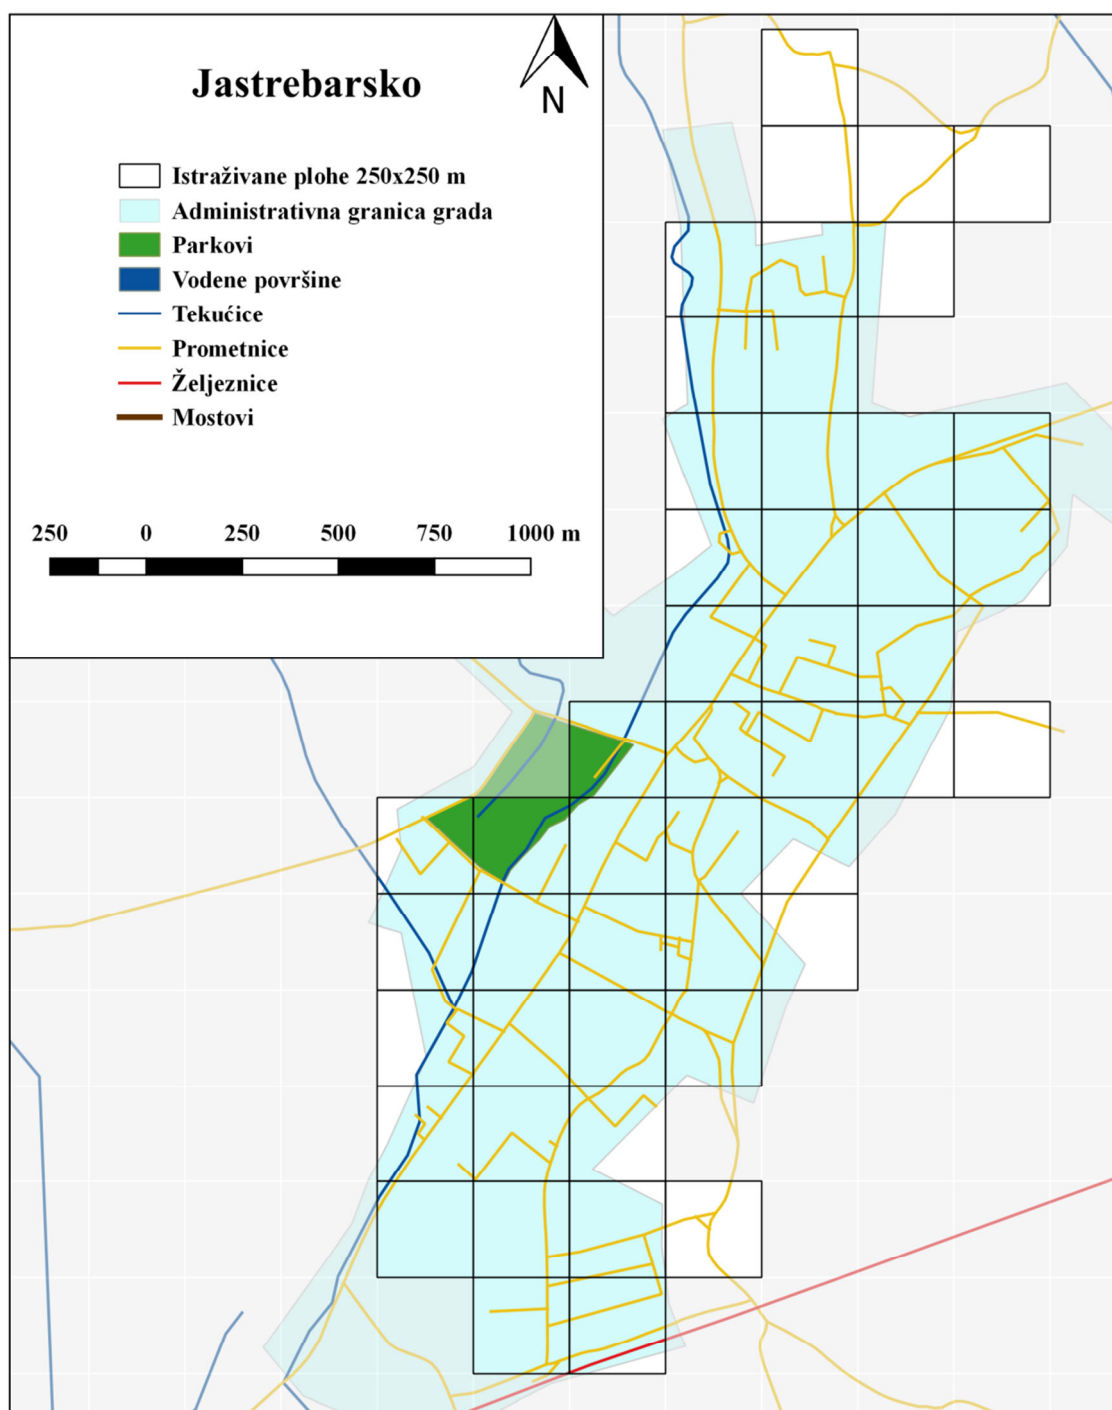 Jastrebarsko
N
Istraživane plohe 250x250 m
Administrativna granica grada
Parkovi
Vodene površine
Tekućice
Prometnice
Željeznice
Mostovi
250 0 250 500 750 1000 m